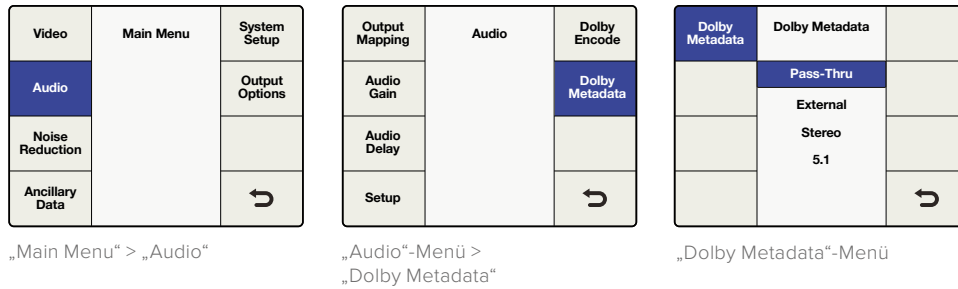 Video
Main Menu
System
Setup
Audio
Output
Options
Noise
Reduction
Ancillary
Data
„Main Menu“ > „Audio“
Output
Mapping
Audio
Dolby
Encode
Audio
Gain
Dolby
Metadata
Audio
Delay
Setup
„Audio“-Menü >
„Dolby Metadata“
Dolby
Metadata
Dolby Metadata
Pass-Thru
External
Stereo
5.1
„Dolby Metadata“-Menü